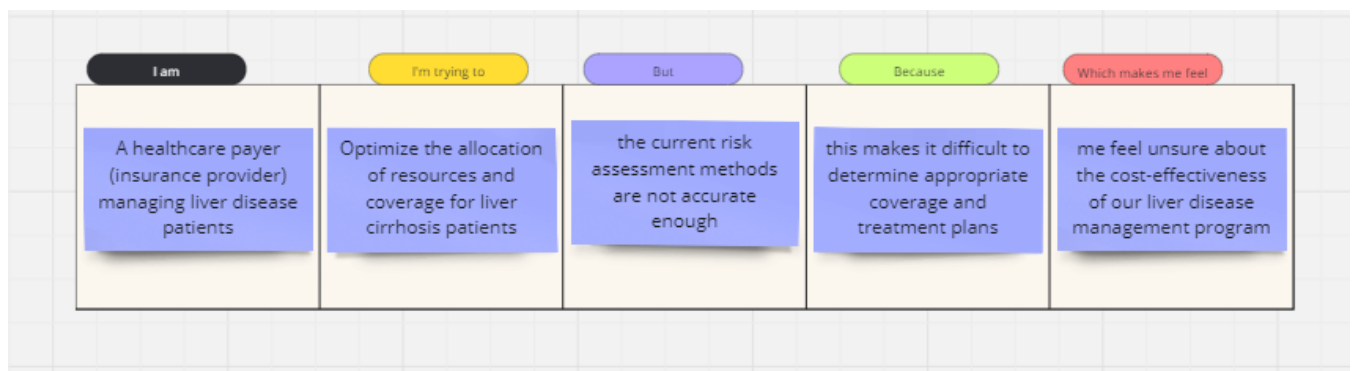 I am
I'm trying to
But
Because
Which makes me feel
A healthcare payer
(insurance provider)
managing liver disease
patients
Optimize the allocation
of resources and
coverage for liver
cirrhosis patients
the current risk
assessment methods
are not accurate
enough
this makes it difficult to
determine appropriate
coverage and
treatment plans
me feel unsure about
the cost-effectiveness
of our liver disease
management program